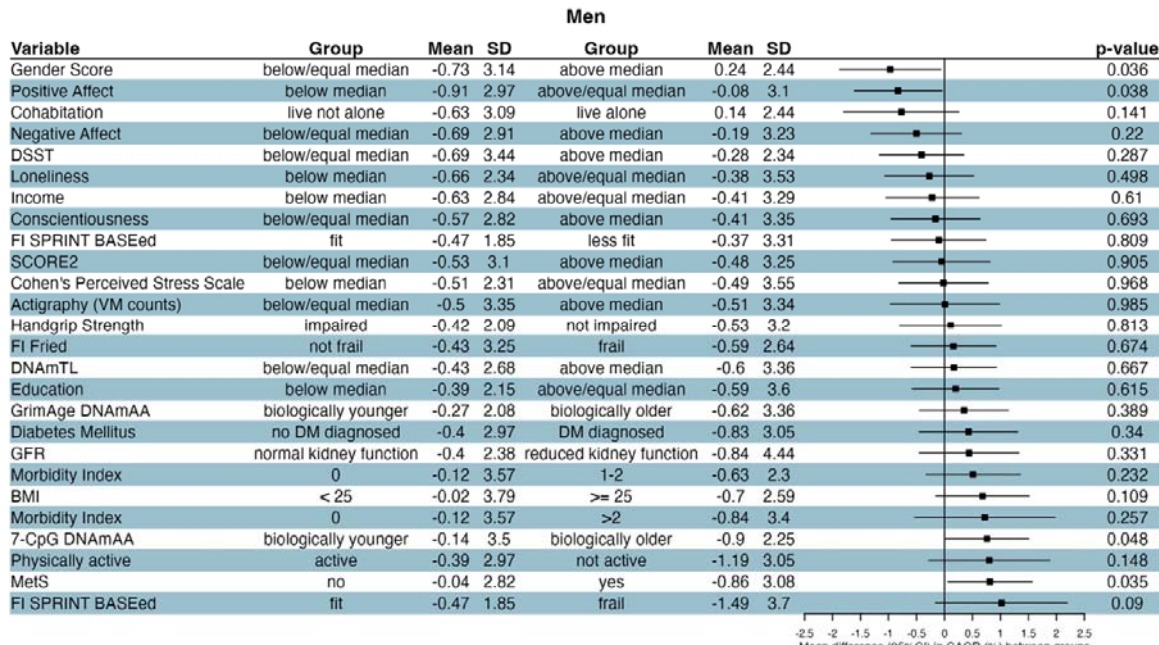 Men
Variable Group Mean SD Group Mean SD p-value
Gender Score below/equal median -0.73 3.14 above median 0.24 2.44 0.036
Positive Affect below median -0.91 2.97 above/equal median -0.08 3.1 0.038
Cohabitation live not alone -0.63 3.09 live alone 0.14 2.44 0.141
Negative Affect below/equal median -0.69 2.91 above median -0.19 3.23 0.22
DSST below/equal median -0.69 3.44 above median -0.28 2.34 0.287
Loneliness below median -0.66 2.34 above/equal median -0.38 3.53 0.498
Income below median -0.63 2.84 above/equal median -0.41 3.29 0.61
Conscientiousness below/equal median -0.57 2.82 above median -0.41 3.35 0.693
FI SPRINT BASEed fit -0.47 1.85 less fit -0.37 3.31 0.809
SCORE2 below/equal median -0.53 3.1 above median -0.48 3.25 0.905
Cohen's Perceived Stress Scale below median -0.51 2.31 above/equal median -0.49 3.55 0.968
Actigraphy (VM counts) below/equal median -0.5 3.35 above median -0.51 3.34 0.985
Handgrip Strength impaired -0.42 2.09 not impaired -0.53 3.2 0.813
FI Fried not frail -0.43 3.25 frail -0.59 2.64 0.674
DNAmTL below/equal median -0.43 2.68 above median -0.6 3.36 0.667
Education below median -0.39 2.15 above/equal median -0.59 3.6 0.615
GrimAge DNAmAA biologically younger -0.27 2.08 biologically older -0.62 3.36 0.389
Diabetes Mellitus no DM diagnosed -0.4 2.97 DM diagnosed -0.83 3.05 0.34
GFR normal kidney function -0.4 2.38 reduced kidney function -0.84 4.44 0.331
Morbidity Index 0 -0.12 3.57 1-2 -0.63 2.3 0.232
BMI < 25 -0.02 3.79 >= 25 -0.7 2.59 0.109
Morbidity Index 0 -0.12 3.57 >2 -0.84 3.4 0.257
7-CpG DNAmAA biologically younger -0.14 3.5 biologically older -0.9 2.25 0.048
Physically active active -0.39 2.97 not active -1.19 3.05 0.148
MetS no -0.04 2.82 yes -0.86 3.08 0.035
FI SPRINT BASEed fit -0.47 1.85 frail -1.49 3.7 0.09
-2.5 -2 -1.5 -1 -0.5 0 0.5 1 1.5 2 2.5